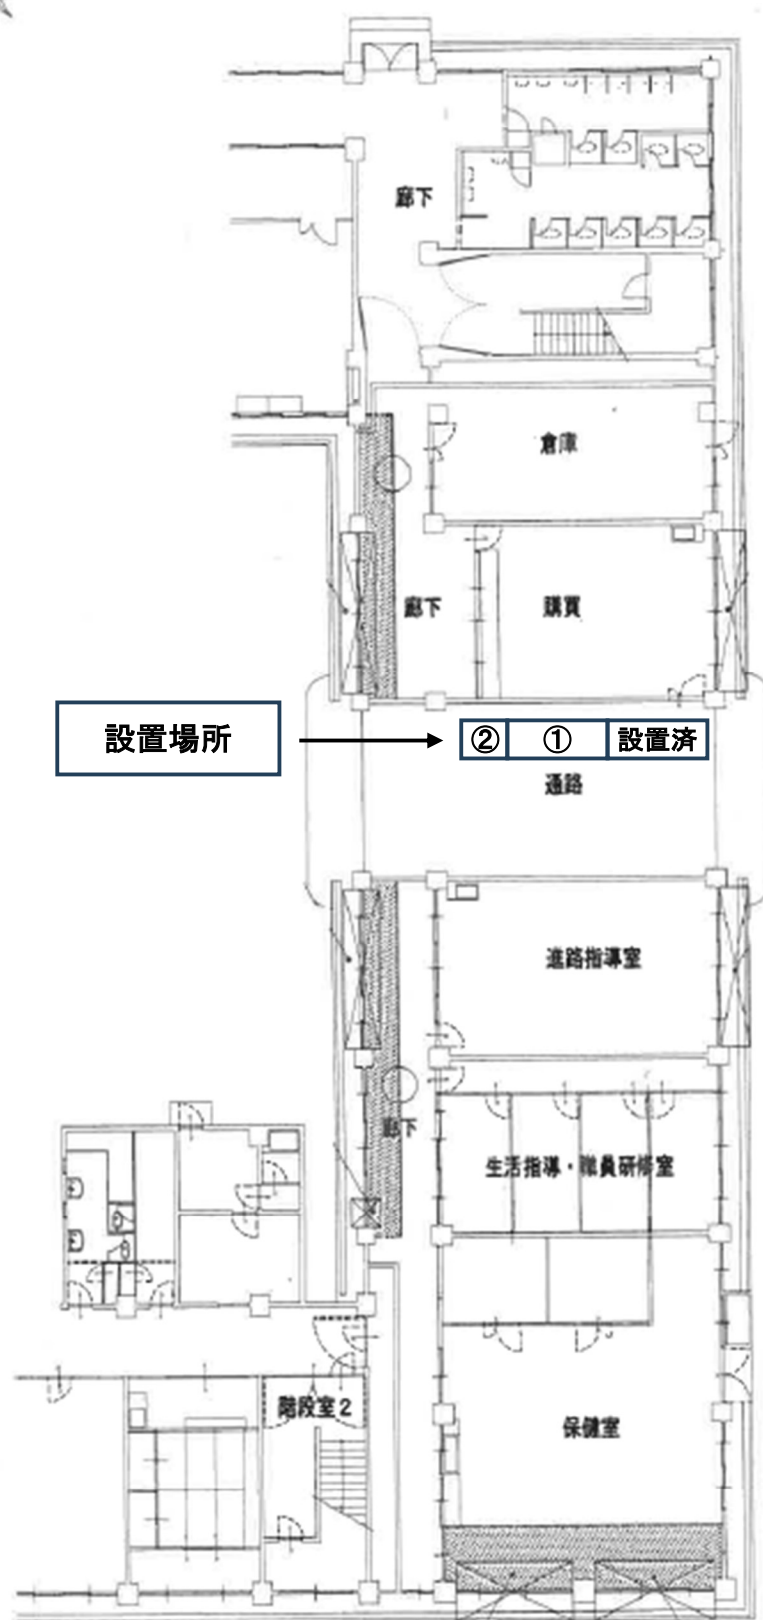 廊下
倉庫
廊下
購買
設置場所
② ① 設置済
通路
進路指導室
廊下
生活指導・職員研修室
階段室2
保健室